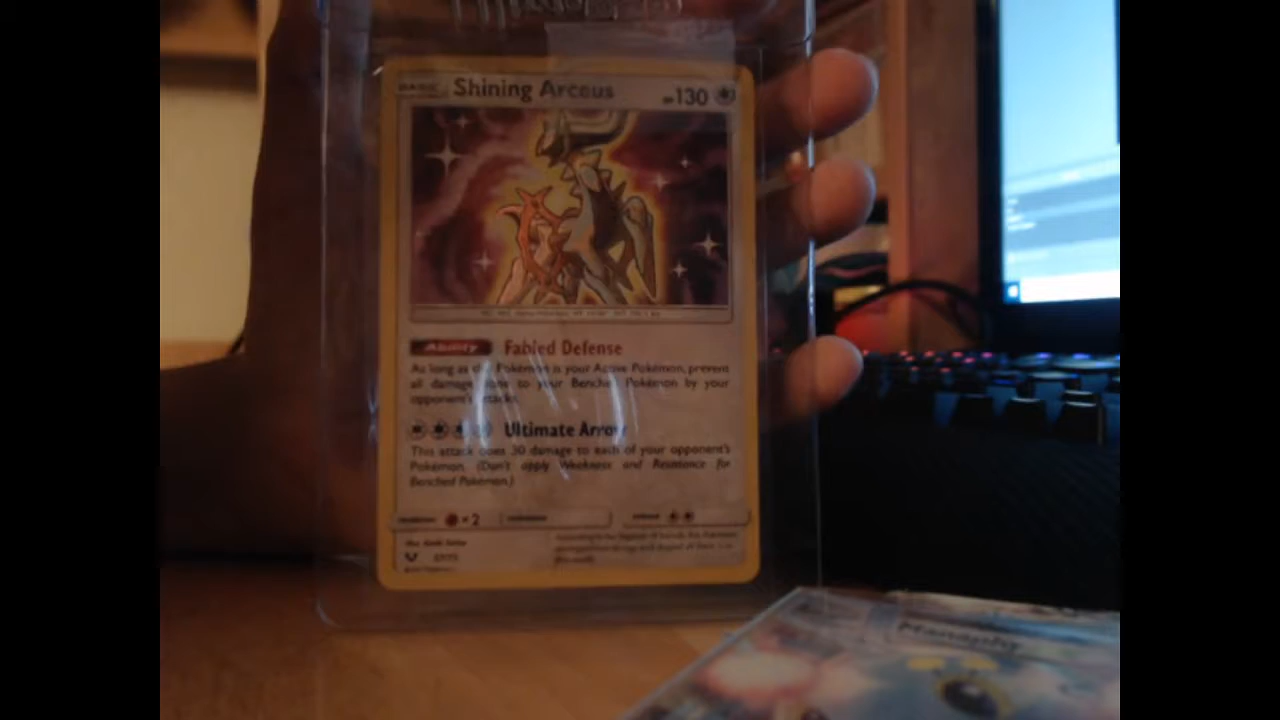 BASIC Shining Arceus HP130
Ability Fabled Defense
As long as this Pokémon is your Active Pokémon, prevent
all damage done to your Benched Pokémon by your
opponent's attacks.
Ultimate Arrow
This attack does 30 damage to each of your opponent's
Pokémon. (Don't apply Weakness and Resistance for
Benched Pokémon.)
×2
Manaphy